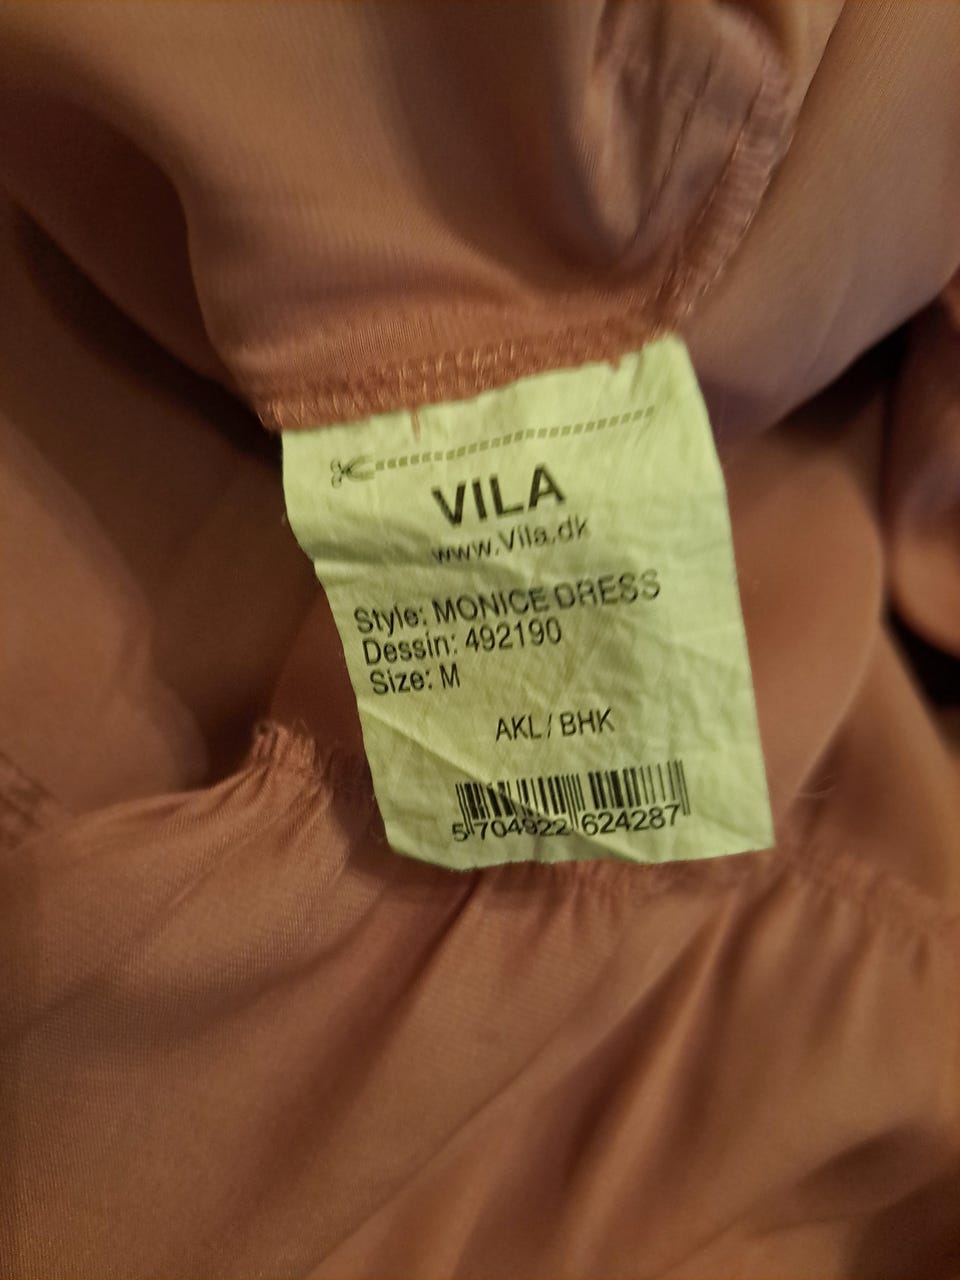 VILA
www.Vila.dk
Style: MONICE DRESS
Dessin: 492190
Size: M
AKL / BHK
5 704922 624287